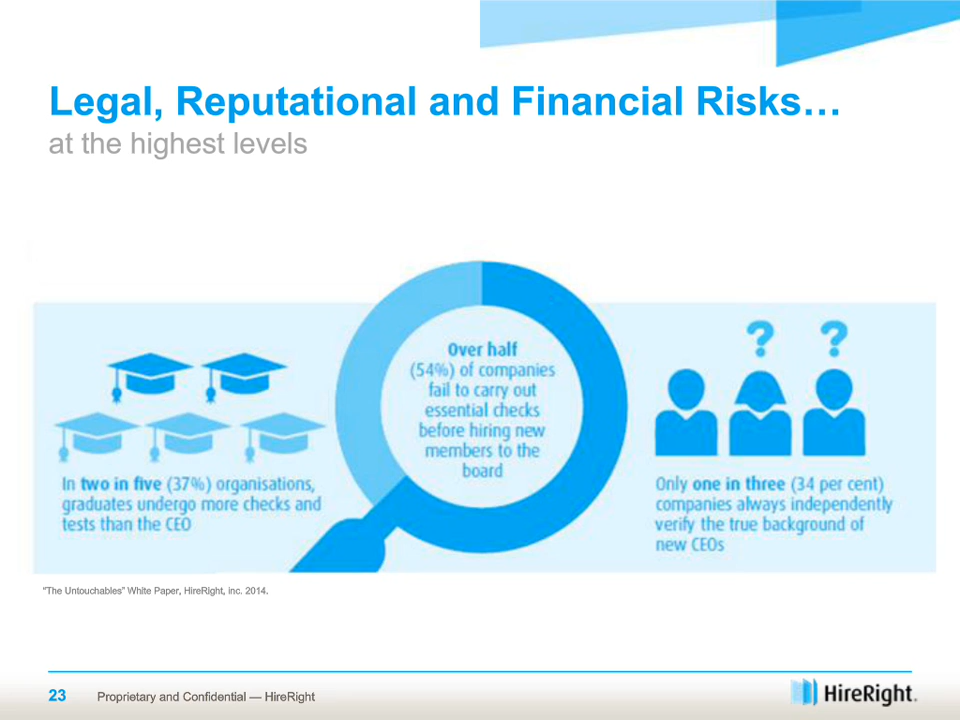 Legal, Reputational and Financial Risks…
at the highest levels
In two in five (37%) organisations,
graduates undergo more checks and
tests than the CEO
Over half
(54%) of companies
fail to carry out
essential checks
before hiring new
members to the
board
? ?
Only one in three (34 per cent)
companies always independently
verify the true background of
new CEOs
"The Untouchables" White Paper, HireRight, inc. 2014.
23 Proprietary and Confidential — HireRight
HireRight.